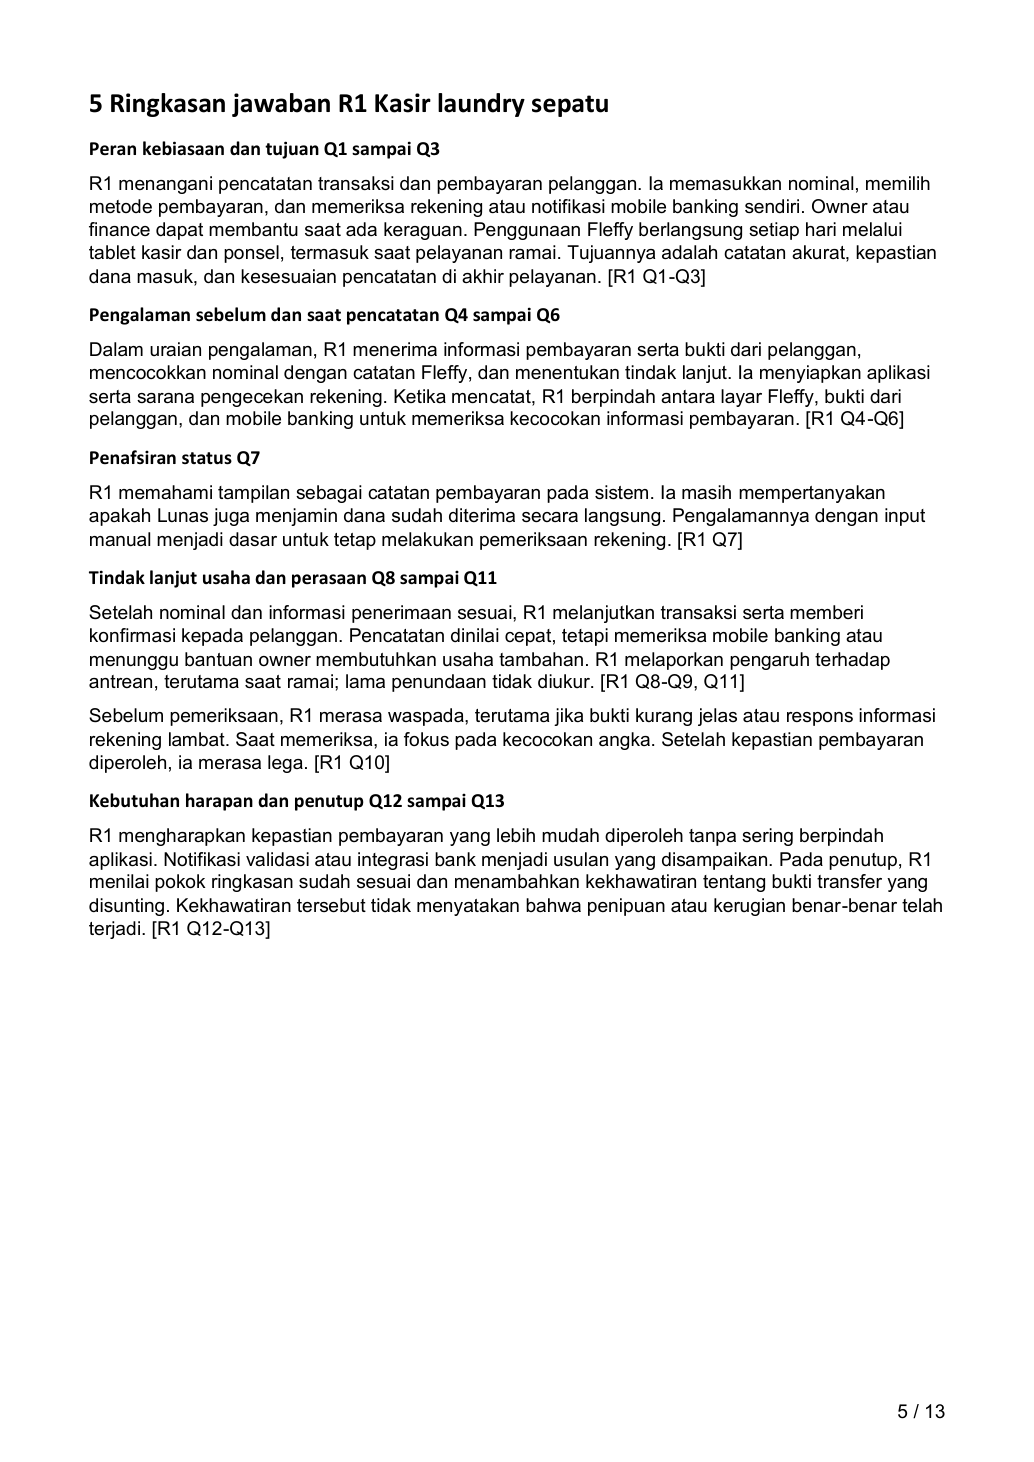 5 Ringkasan jawaban R1 Kasir laundry sepatu
Peran kebiasaan dan tujuan Q1 sampai Q3
R1 menangani pencatatan transaksi dan pembayaran pelanggan. Ia memasukkan nominal, memilih
metode pembayaran, dan memeriksa rekening atau notifikasi mobile banking sendiri. Owner atau
finance dapat membantu saat ada keraguan. Penggunaan Fleffy berlangsung setiap hari melalui
tablet kasir dan ponsel, termasuk saat pelayanan ramai. Tujuannya adalah catatan akurat, kepastian
dana masuk, dan kesesuaian pencatatan di akhir pelayanan. [R1 Q1-Q3]
Pengalaman sebelum dan saat pencatatan Q4 sampai Q6
Dalam uraian pengalaman, R1 menerima informasi pembayaran serta bukti dari pelanggan,
mencocokkan nominal dengan catatan Fleffy, dan menentukan tindak lanjut. Ia menyiapkan aplikasi
serta sarana pengecekan rekening. Ketika mencatat, R1 berpindah antara layar Fleffy, bukti dari
pelanggan, dan mobile banking untuk memeriksa kecocokan informasi pembayaran. [R1 Q4-Q6]
Penafsiran status Q7
R1 memahami tampilan sebagai catatan pembayaran pada sistem. Ia masih mempertanyakan
apakah Lunas juga menjamin dana sudah diterima secara langsung. Pengalamannya dengan input
manual menjadi dasar untuk tetap melakukan pemeriksaan rekening. [R1 Q7]
Tindak lanjut usaha dan perasaan Q8 sampai Q11
Setelah nominal dan informasi penerimaan sesuai, R1 melanjutkan transaksi serta memberi
konfirmasi kepada pelanggan. Pencatatan dinilai cepat, tetapi memeriksa mobile banking atau
menunggu bantuan owner membutuhkan usaha tambahan. R1 melaporkan pengaruh terhadap
antrean, terutama saat ramai; lama penundaan tidak diukur. [R1 Q8-Q9, Q11]
Sebelum pemeriksaan, R1 merasa waspada, terutama jika bukti kurang jelas atau respons informasi
rekening lambat. Saat memeriksa, ia fokus pada kecocokan angka. Setelah kepastian pembayaran
diperoleh, ia merasa lega. [R1 Q10]
Kebutuhan harapan dan penutup Q12 sampai Q13
R1 mengharapkan kepastian pembayaran yang lebih mudah diperoleh tanpa sering berpindah
aplikasi. Notifikasi validasi atau integrasi bank menjadi usulan yang disampaikan. Pada penutup, R1
menilai pokok ringkasan sudah sesuai dan menambahkan kekhawatiran tentang bukti transfer yang
disunting. Kekhawatiran tersebut tidak menyatakan bahwa penipuan atau kerugian benar-benar telah
terjadi. [R1 Q12-Q13]
5 / 13